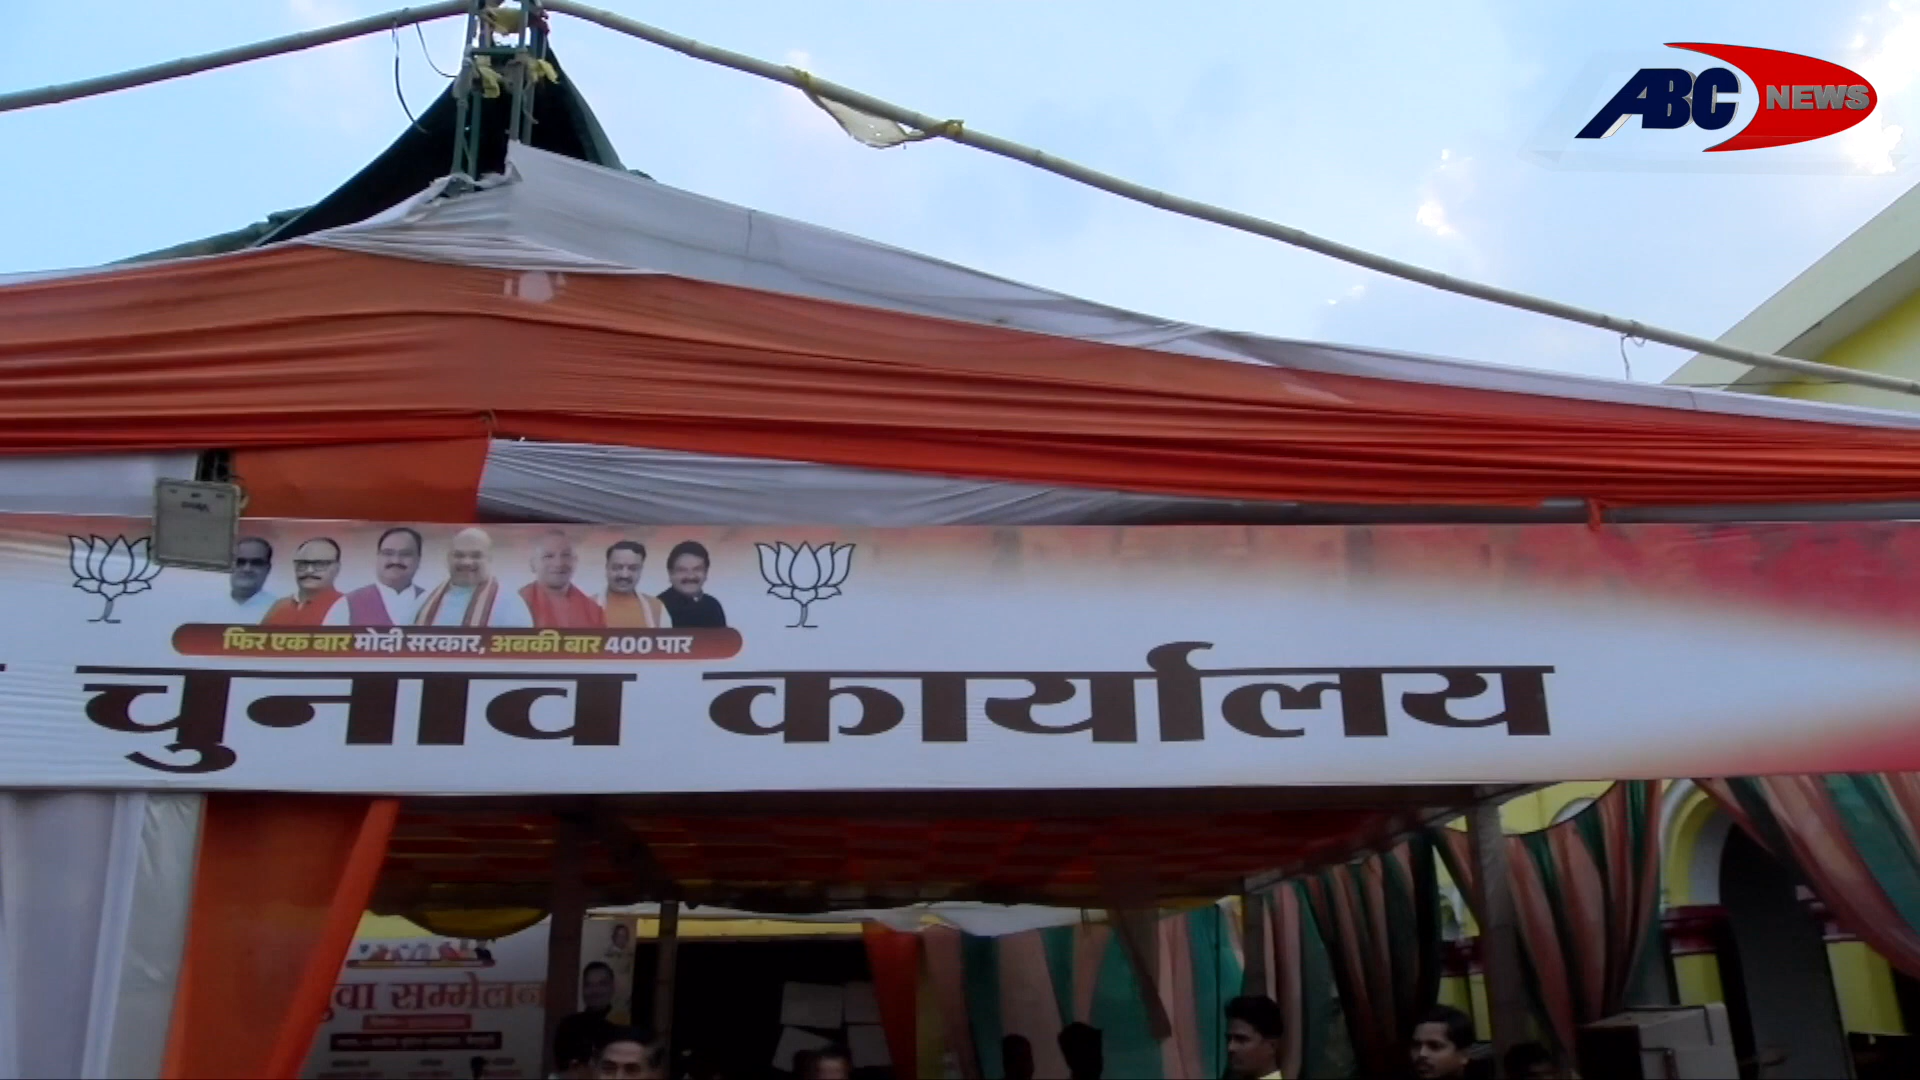 ABC NEWS
फिर एक बार मोदी सरकार, अबकी बार 400 पार
चुनाव कार्यालय
युवा सम्मेलन